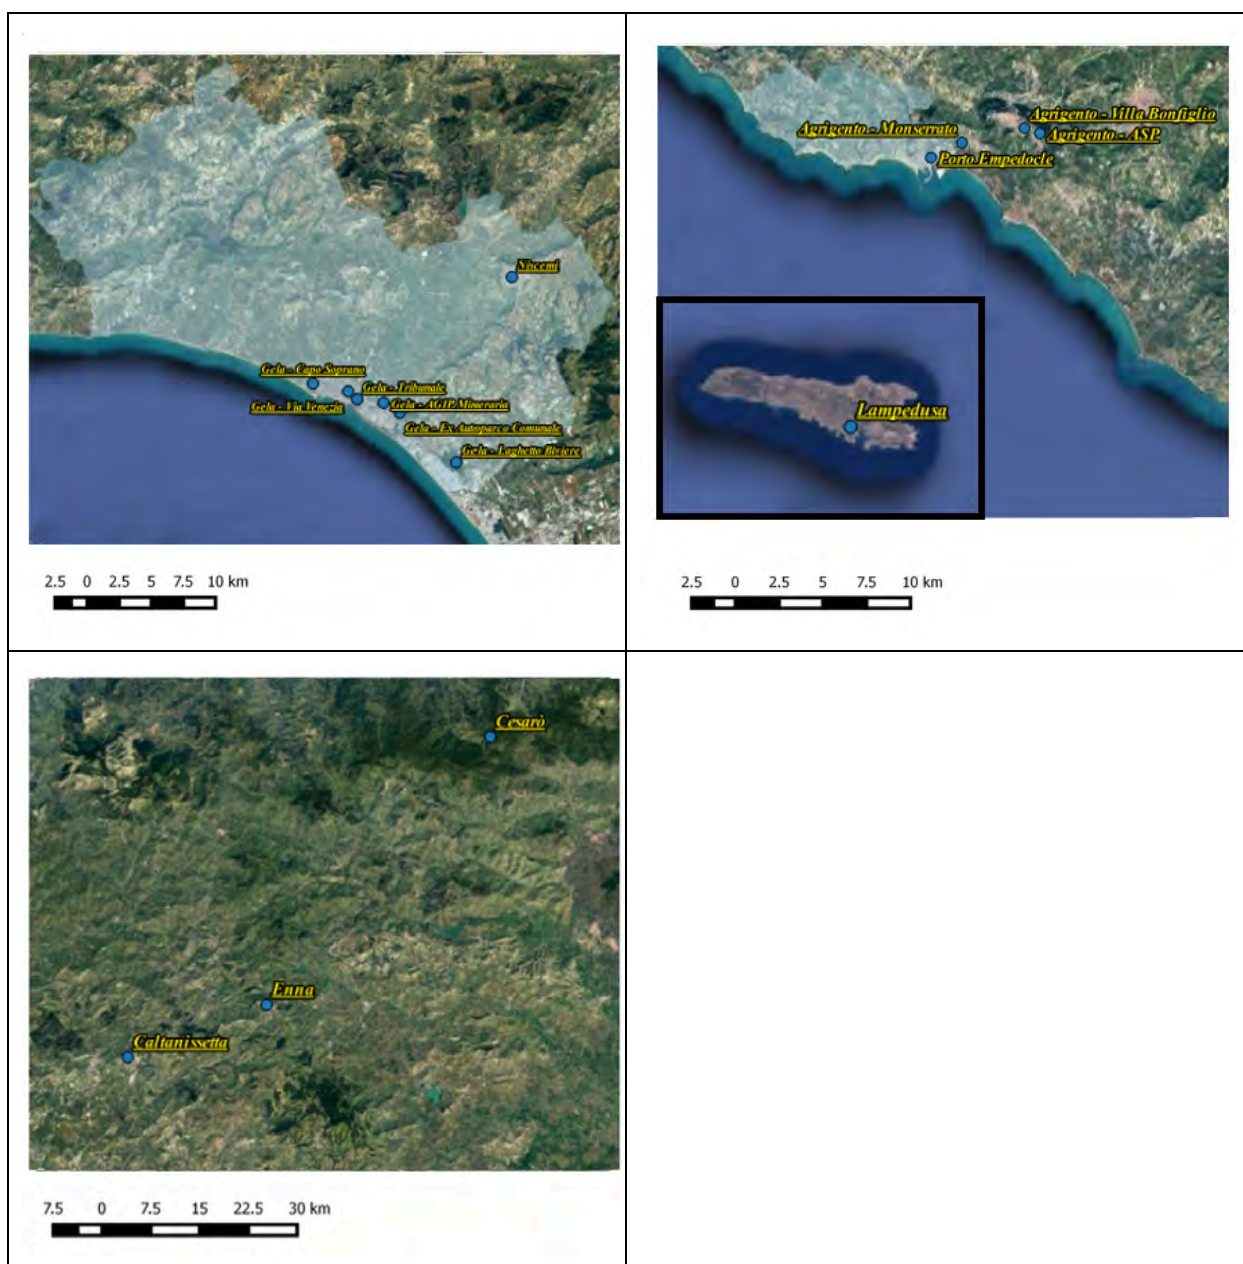 Niscemi
Gela - Capo Soprano
Gela - Tribunale
Gela - Via Venezia
Gela - AGIP Mineraria
Gela - Ex Autoparco Comunale
Gela - Laghetto Biviere
2.5 0 2.5 5 7.5 10 km
Agrigento - Villa Bonfiglio
Agrigento - Monserrato
Agrigento - ASP
Porto Empedocle
Lampedusa
2.5 0 2.5 5 7.5 10 km
Cesarò
Enna
Caltanissetta
7.5 0 7.5 15 22.5 30 km